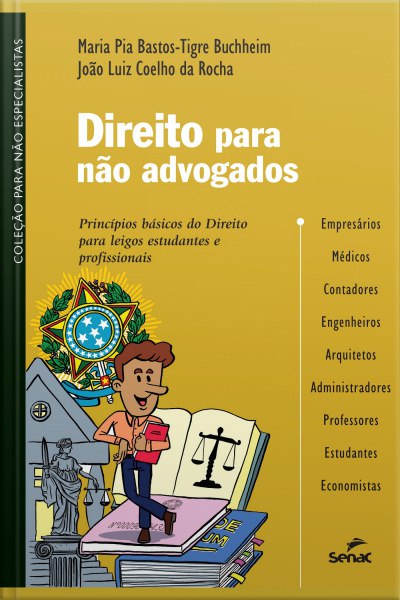 Maria Pia Bastos-Tigre Buchheim
João Luiz Coelho da Rocha
COLEÇÃO PARA NÃO ESPECIALISTAS
Direito para
não advogados
Princípios básicos do Direito
para leigos estudantes e
profissionais
Empresários
Médicos
Contadores
Engenheiros
Arquitetos
Administradores
Professores
Estudantes
Economistas
senac